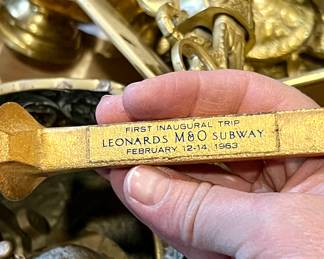 FIRST INAUGURAL TRIP
LEONARDS M&O SUBWAY
FEBRUARY 12-14, 1963